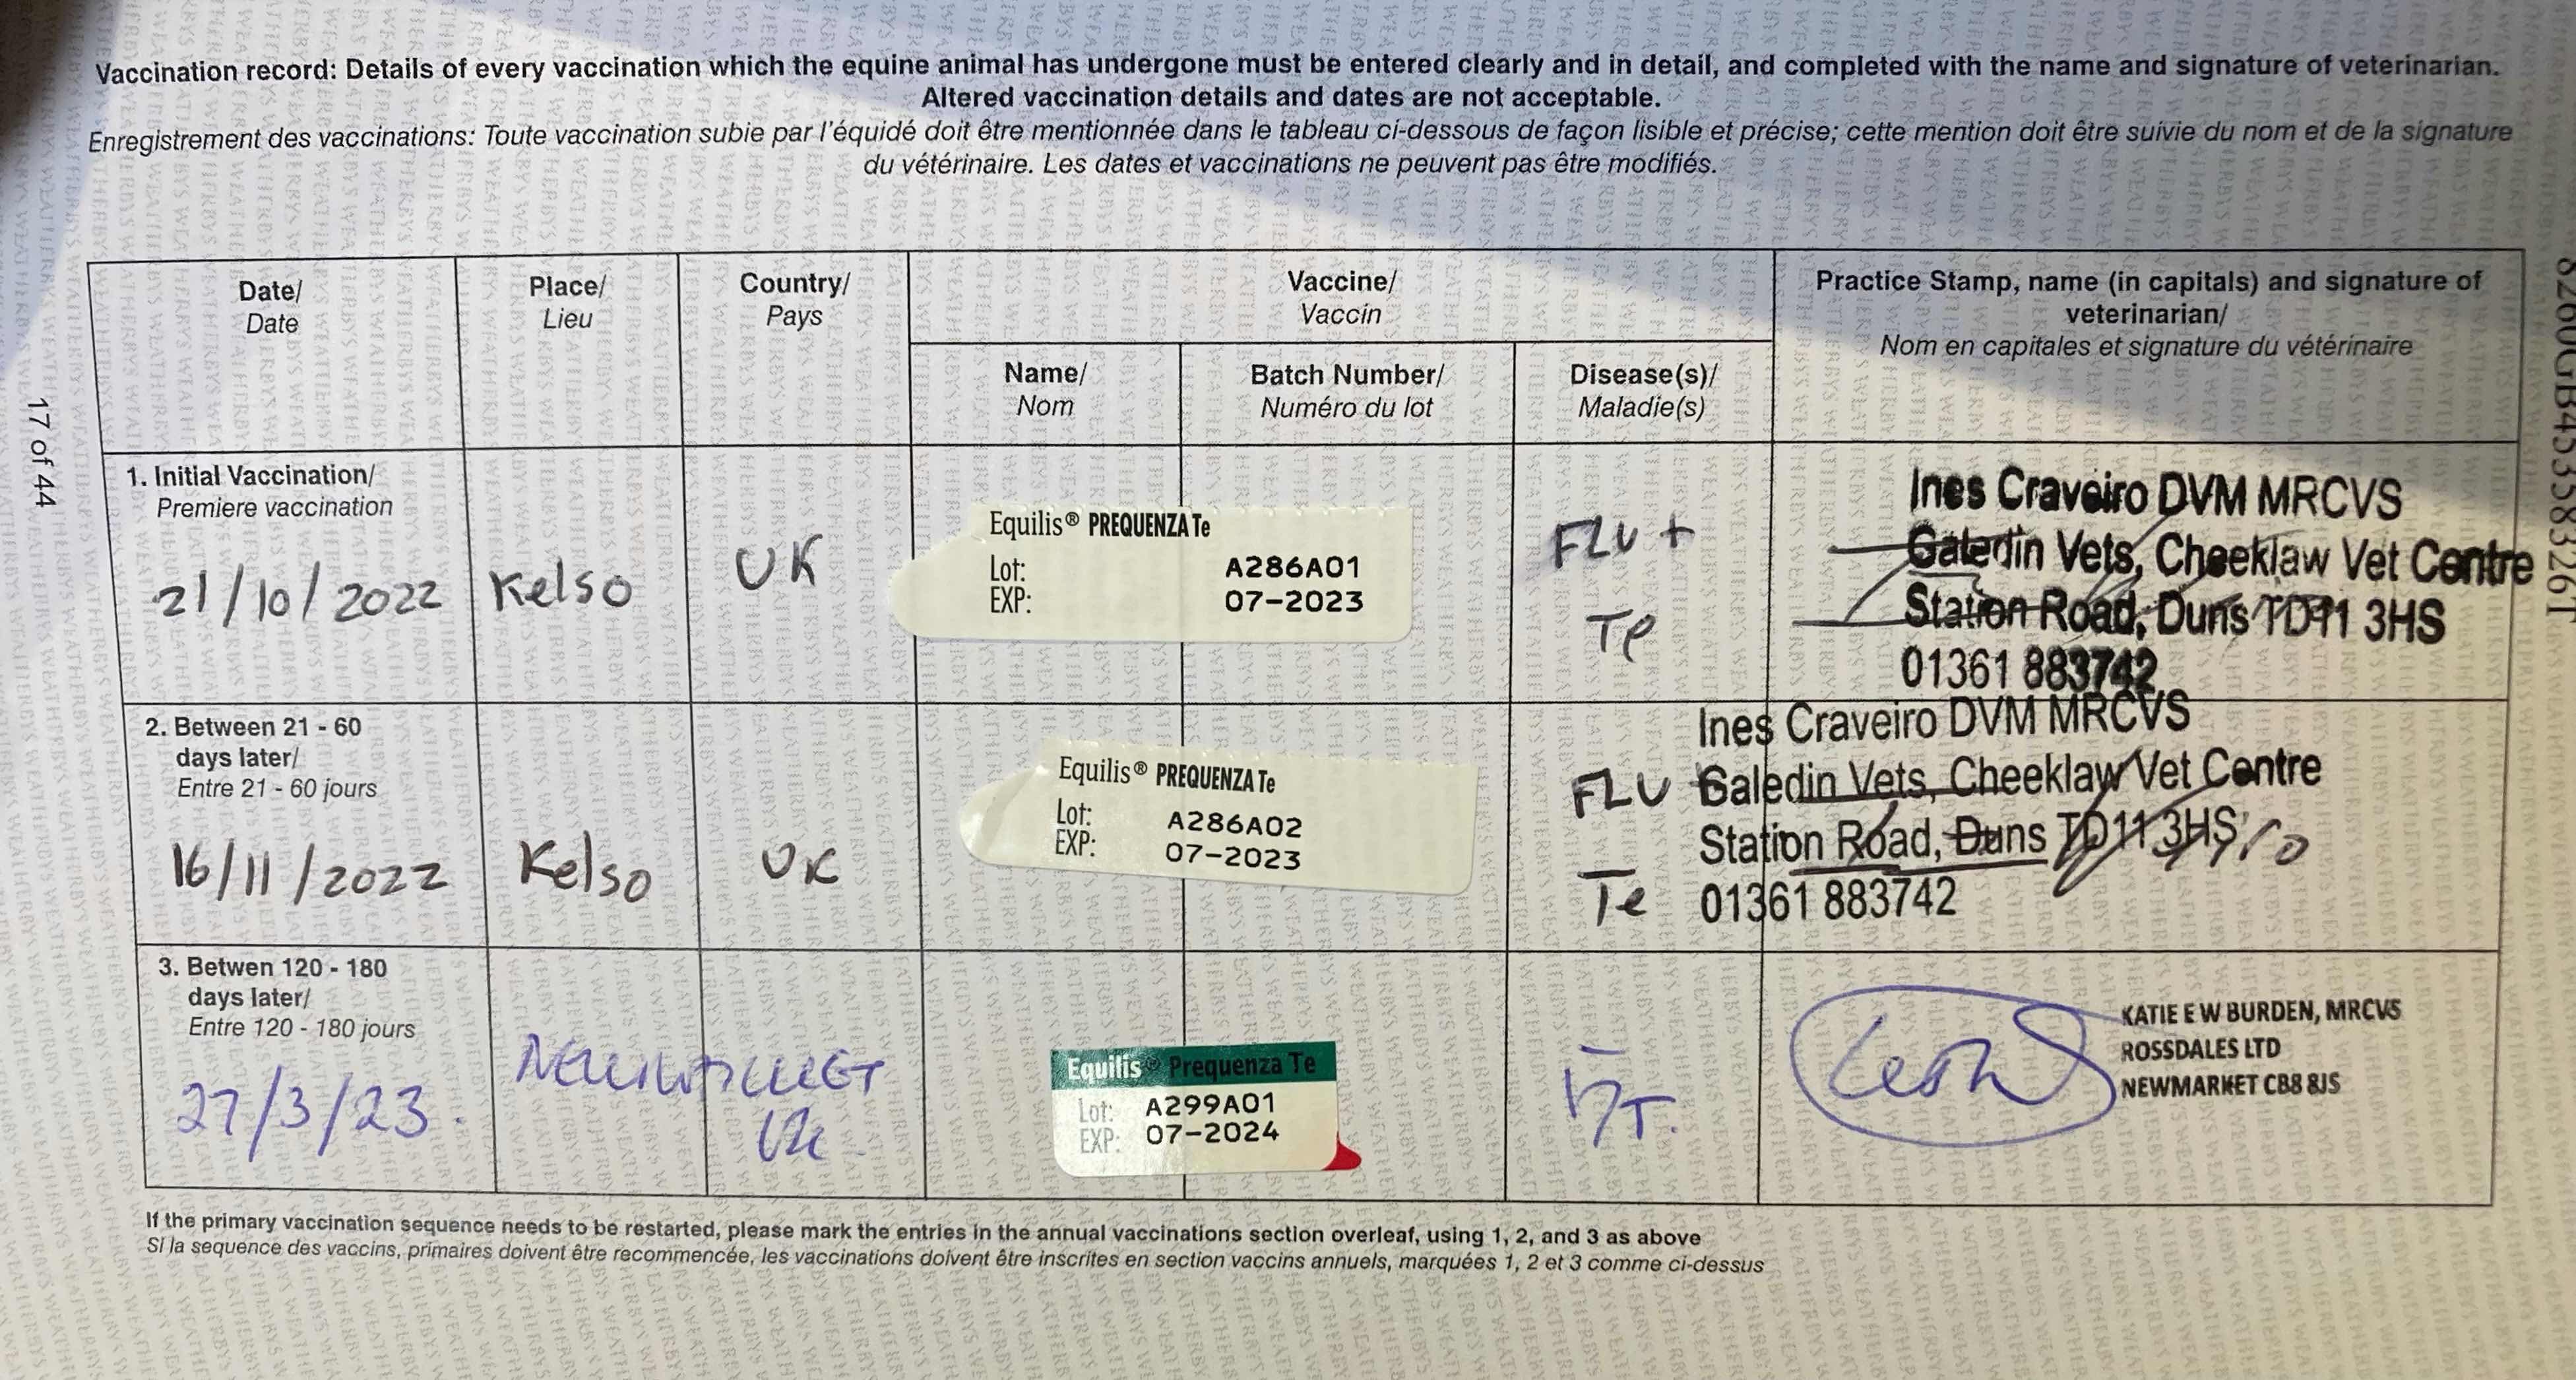 Vaccination record: Details of every vaccination which the equine animal has undergone must be entered clearly and in detail, and completed with the name and signature of veterinarian.
Altered vaccination details and dates are not acceptable.
Enregistrement des vaccinations: Toute vaccination subie par l'équidé doit être mentionnée dans le tableau ci-dessous de façon lisible et précise; cette mention doit être suivie du nom et de la signature
du vétérinaire. Les dates et vaccinations ne peuvent pas être modifiés.
17 of 44
Date/
Date
Place/
Lieu
Country/
Pays
Vaccine/
Vaccin
Name/
Nom
Batch Number/
Numéro du lot
Disease(s)/
Maladie(s)
Practice Stamp, name (in capitals) and signature of
veterinarian/
Nom en capitales et signature du vétérinaire
1. Initial Vaccination/
Premiere vaccination
21/10/2022
Kelso
UK
Equilis® PREQUENZA Te
Lot: A286A01
EXP: 07-2023
FLU +
Te
Ines Craveiro DVM MRCVS
Galedin Vets, Cheeklaw Vet Centre
Station Road, Duns TD11 3HS
01361 883742
2. Between 21 - 60
days later/
Entre 21 - 60 jours
16/11/2022
Kelso
UK
Equilis® PREQUENZA Te
Lot: A286A02
EXP: 07-2023
FLU
Te
Ines Craveiro DVM MRCVS
Galedin Vets, Cheeklaw Vet Centre
Station Road, Duns TD11 3HS
01361 883742
3. Betwen 120 - 180
days later/
Entre 120 - 180 jours
27/3/23.
NEWMARKET
UK
Equilis® Prequenza Te
Lot: A299A01
EXP: 07-2024
F/T.
KATIE E W BURDEN, MRCVS
ROSSDALES LTD
NEWMARKET CB8 8JS
If the primary vaccination sequence needs to be restarted, please mark the entries in the annual vaccinations section overleaf, using 1, 2, and 3 as above
Si la sequence des vaccins, primaires doivent être recommencée, les vaccinations doivent être inscrites en section vaccins annuels, marquées 1, 2 et 3 comme ci-dessus